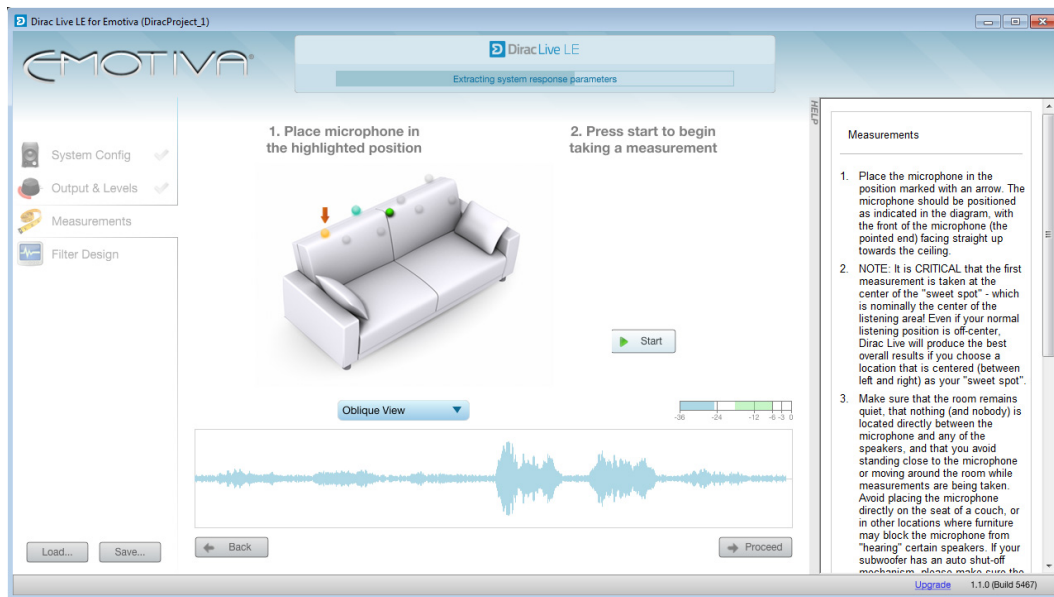 Dirac Live LE for Emotiva (DiracProject_1)
EMOTIVA®
Dirac Live LE
Extracting system response parameters
System Config
Output & Levels
Measurements
Filter Design
1. Place microphone in
the highlighted position
2. Press start to begin
taking a measurement
Start
Oblique View
-36 -24 -12 -6 -3 0
Back
Proceed
Load...
Save...
HELP
Measurements
1. Place the microphone in the
position marked with an arrow. The
microphone should be positioned
as indicated in the diagram, with
the front of the microphone (the
pointed end) facing straight up
towards the ceiling.
2. NOTE: It is CRITICAL that the first
measurement is taken at the
center of the "sweet spot" - which
is nominally the center of the
listening area! Even if your normal
listening position is off-center,
Dirac Live will produce the best
overall results if you choose a
location that is centered (between
left and right) as your "sweet spot".
3. Make sure that the room remains
quiet, that nothing (and nobody) is
located directly between the
microphone and any of the
speakers, and that you avoid
standing close to the microphone
or moving around the room while
measurements are being taken.
Avoid placing the microphone
directly on the seat of a couch, or
in other locations where furniture
may block the microphone from
"hearing" certain speakers. If your
subwoofer has an auto shut-off
mechanism, please make sure the
Upgrade
1.1.0 (Build 5467)